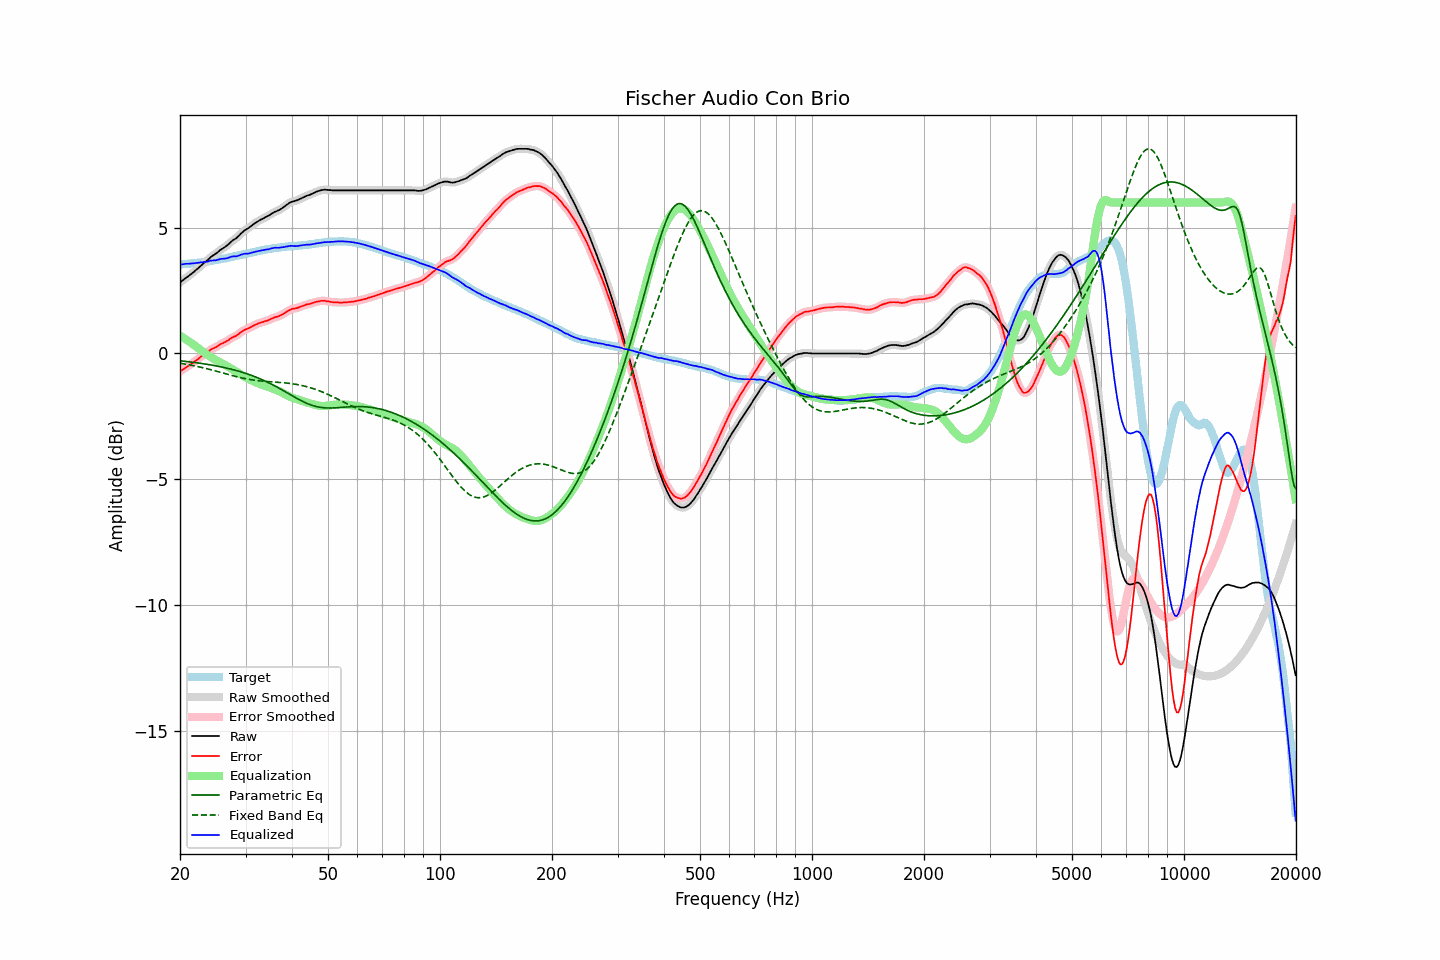 Fischer Audio Con Brio
Amplitude (dBr)
5
0
−5
−10
−15
Target
Raw Smoothed
Error Smoothed
Raw
Error
Equalization
Parametric Eq
Fixed Band Eq
Equalized
20 50 100 200 500 1000 2000 5000 10000 20000
Frequency (Hz)